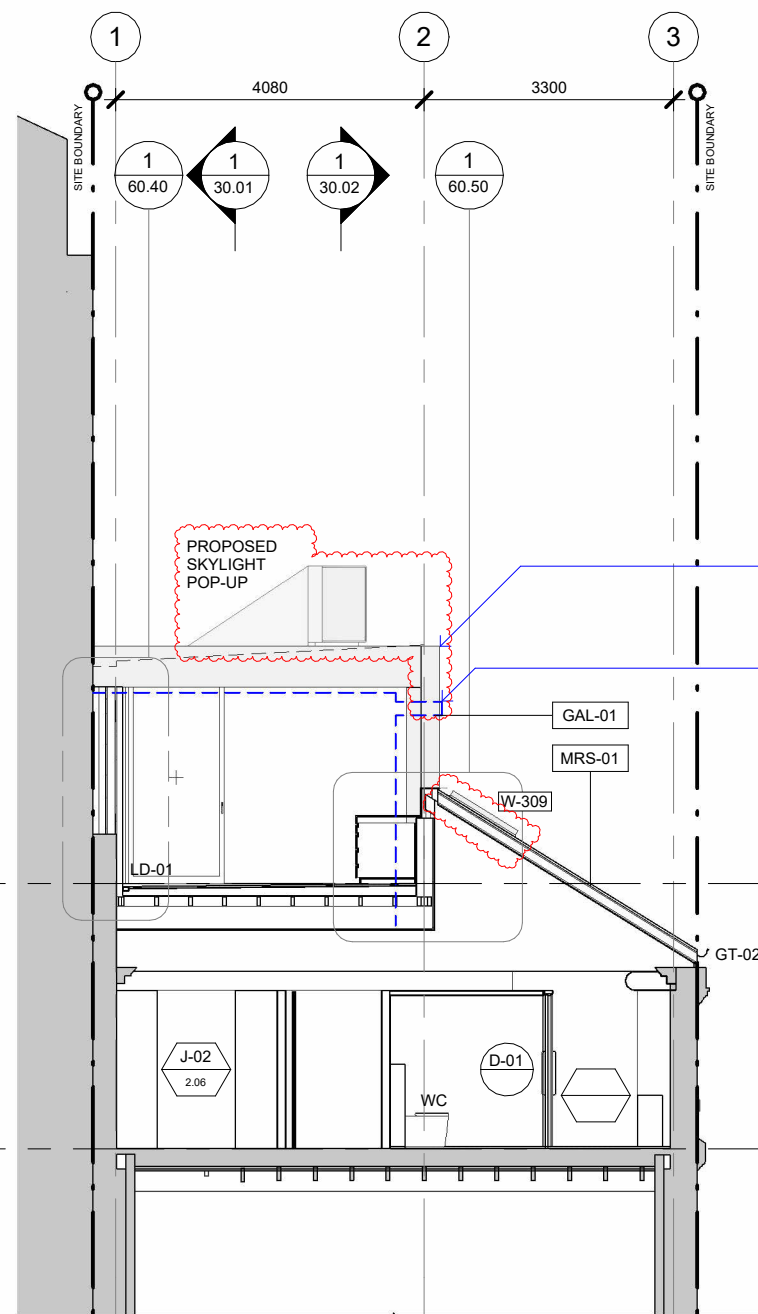 1
2
3
4080
3300
SITE BOUNDARY
SITE BOUNDARY
1
60.40
1
30.01
1
30.02
1
60.50
PROPOSED
SKYLIGHT
POP-UP
GAL-01
MRS-01
W-309
LD-01
GT-02
J-02
2.06
D-01
WC